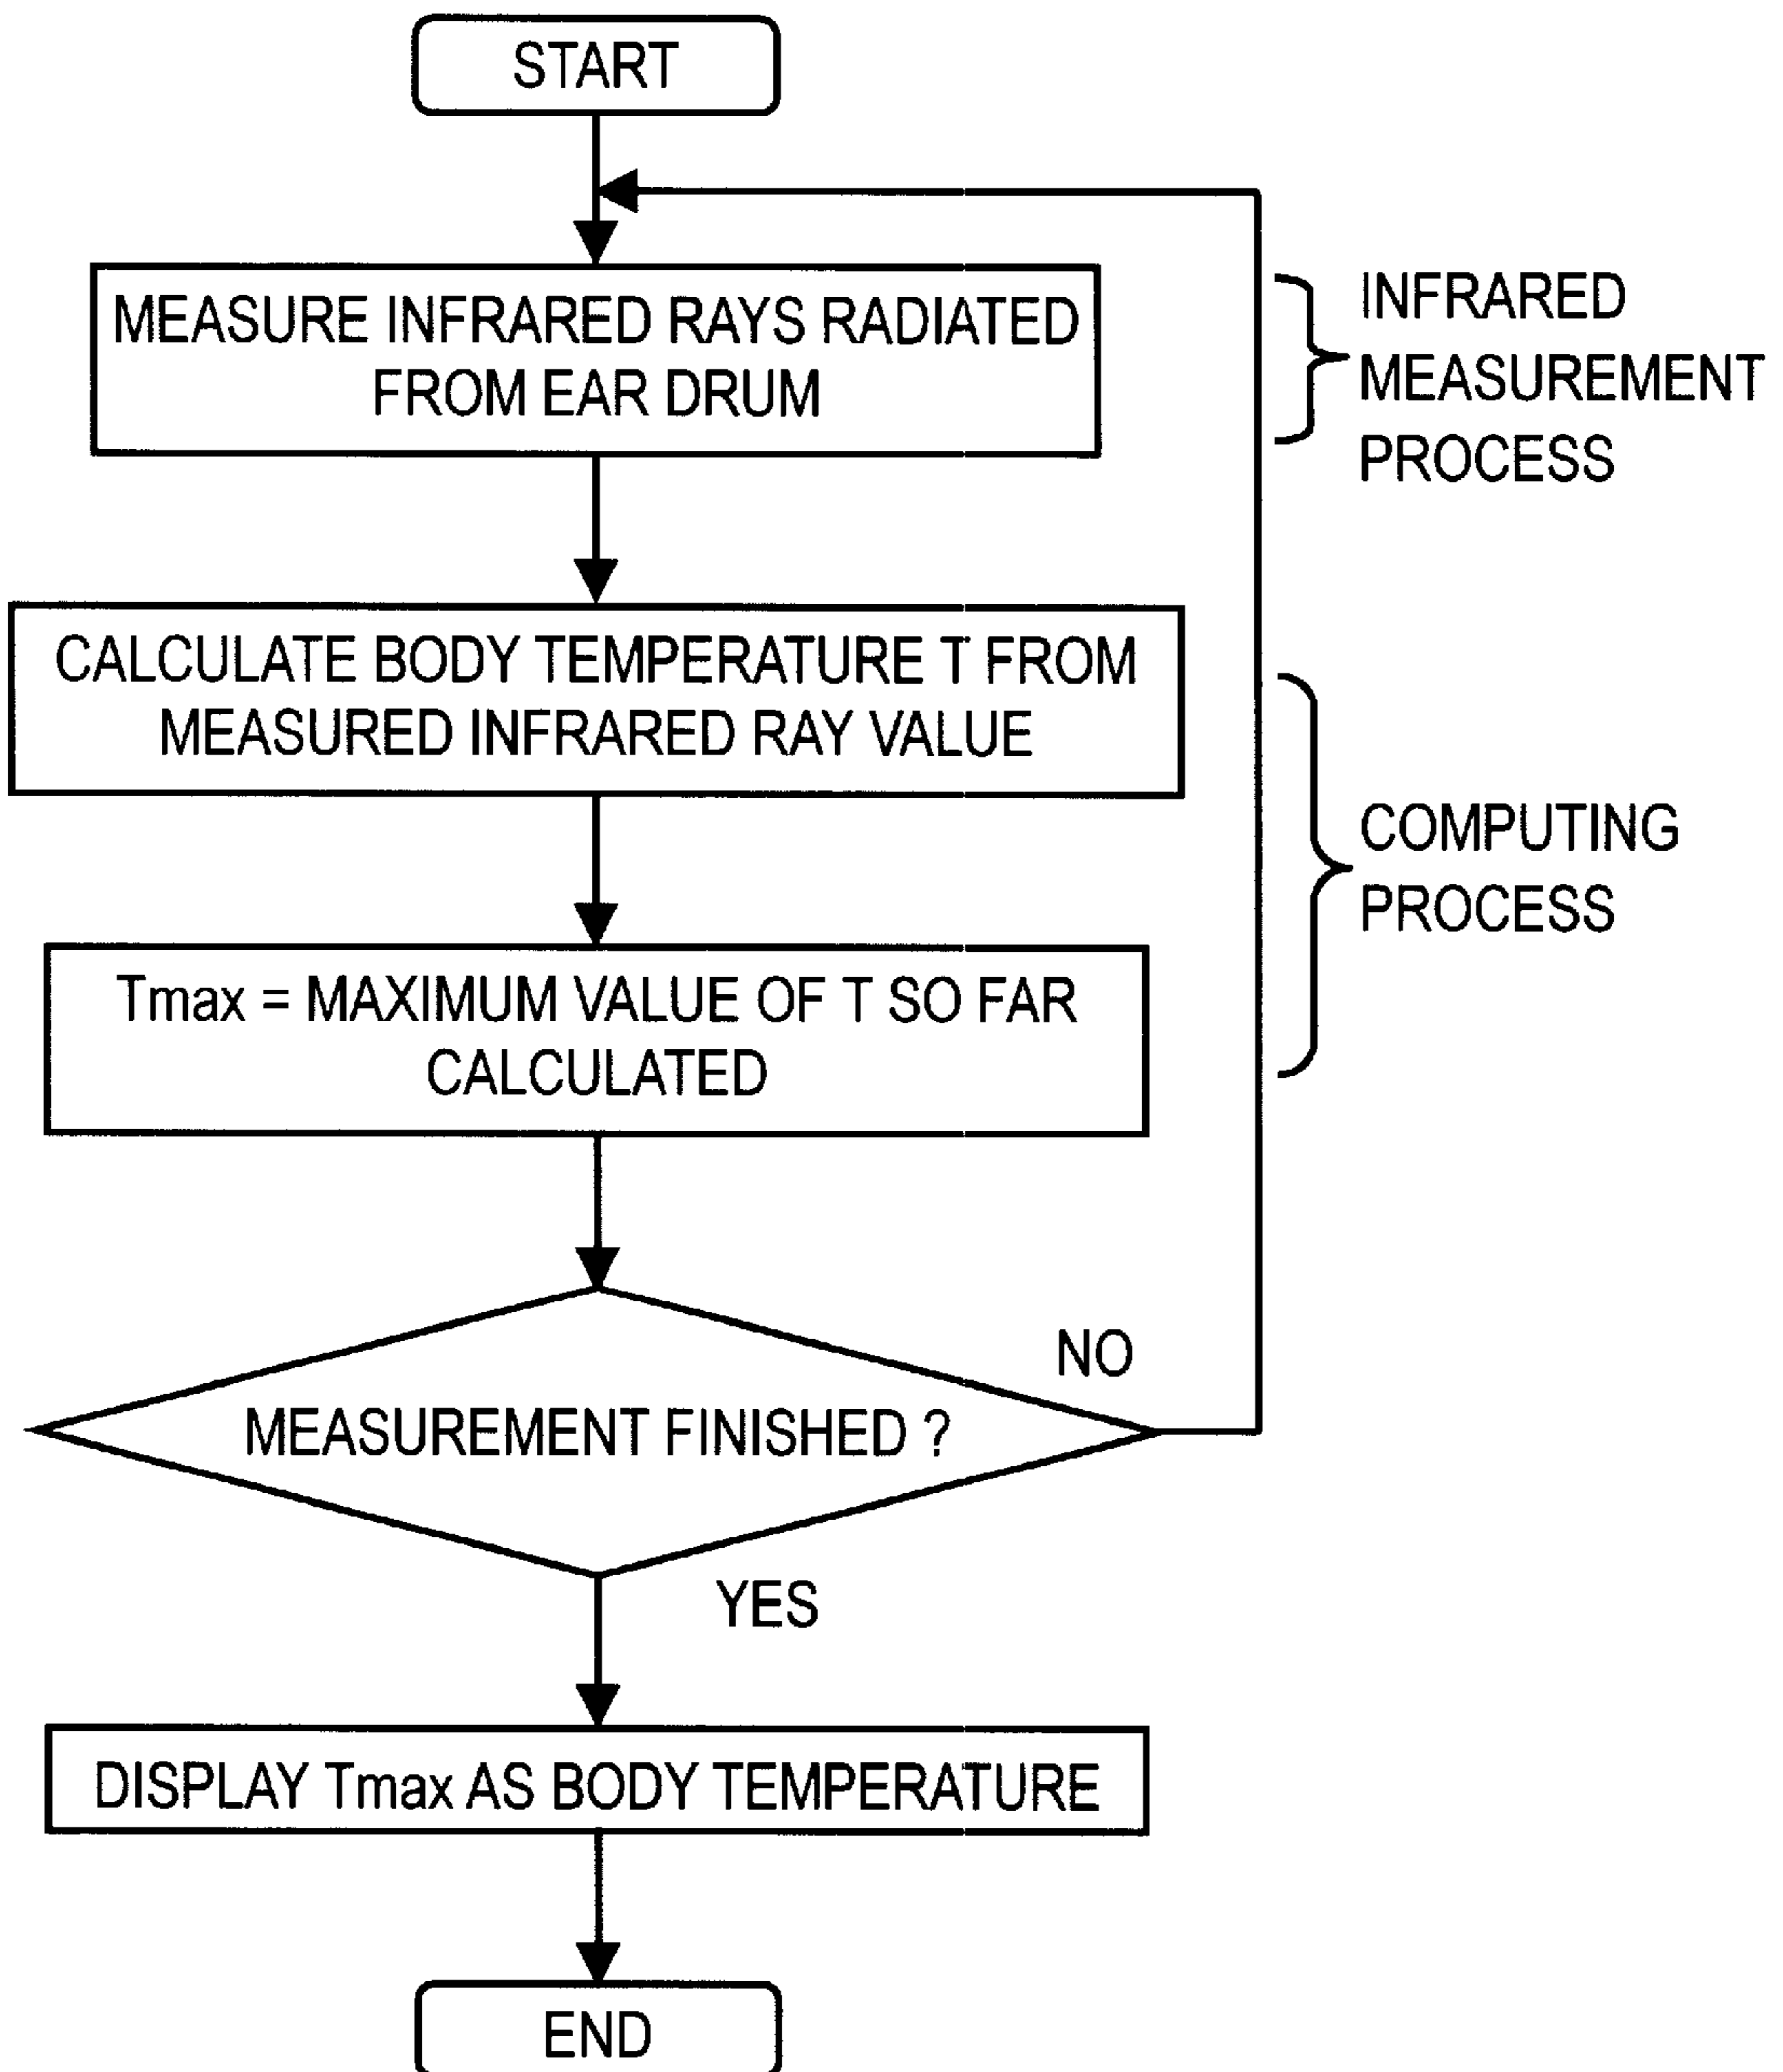 START
MEASURE INFRARED RAYS RADIATED
FROM EAR DRUM
INFRARED
MEASUREMENT
PROCESS
CALCULATE BODY TEMPERATURE T FROM
MEASURED INFRARED RAY VALUE
COMPUTING
PROCESS
Tmax = MAXIMUM VALUE OF T SO FAR
CALCULATED
NO
MEASUREMENT FINISHED ?
YES
DISPLAY Tmax AS BODY TEMPERATURE
END